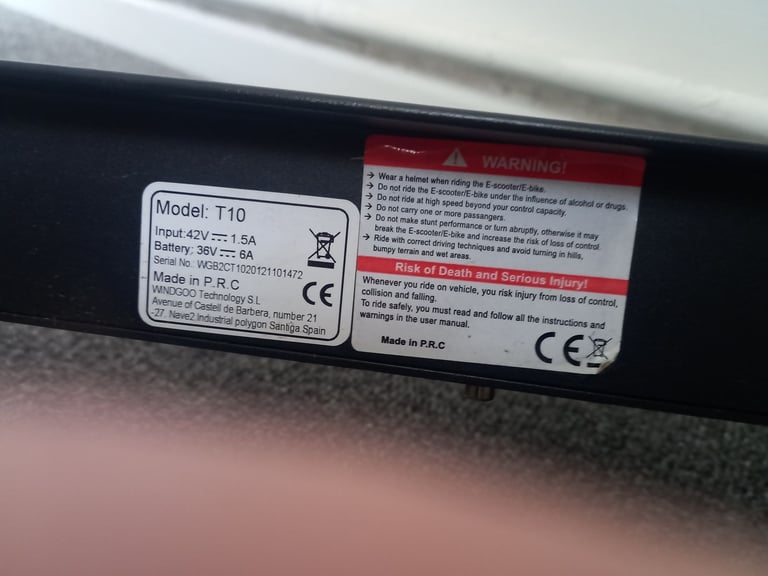 Model: T10
Input:42V⎓ 1.5A
Battery: 36V⎓ 6A
Serial No.: WGB2CT1020121101472
Made in P.R.C
WINDGOO Technology S.L
Avenue of Castell de Barbera, number 21
-27. Nave2 Industrial polygon Santiga.Spain
CE
WARNING!
→ Wear a helmet when riding the E-scooter/E-bike.
→ Do not ride the E-scooter/E-bike under the influence of alcohol or drugs.
→ Do not ride at high speed beyond your control capacity.
→ Do not carry one or more passangers.
→ Do not make stunt performance or turn abruptly, otherwise it may
break the E-scooter/E-bike and increase the risk of loss of control.
→ Ride with correct driving techniques and avoid turning in hills,
bumpy terrain and wet areas.
Risk of Death and Serious Injury!
Whenever you ride on vehicle, you risk injury from loss of control,
collision and falling.
To ride safely, you must read and follow all the instructions and
warnings in the user manual.
Made in P.R.C
CE